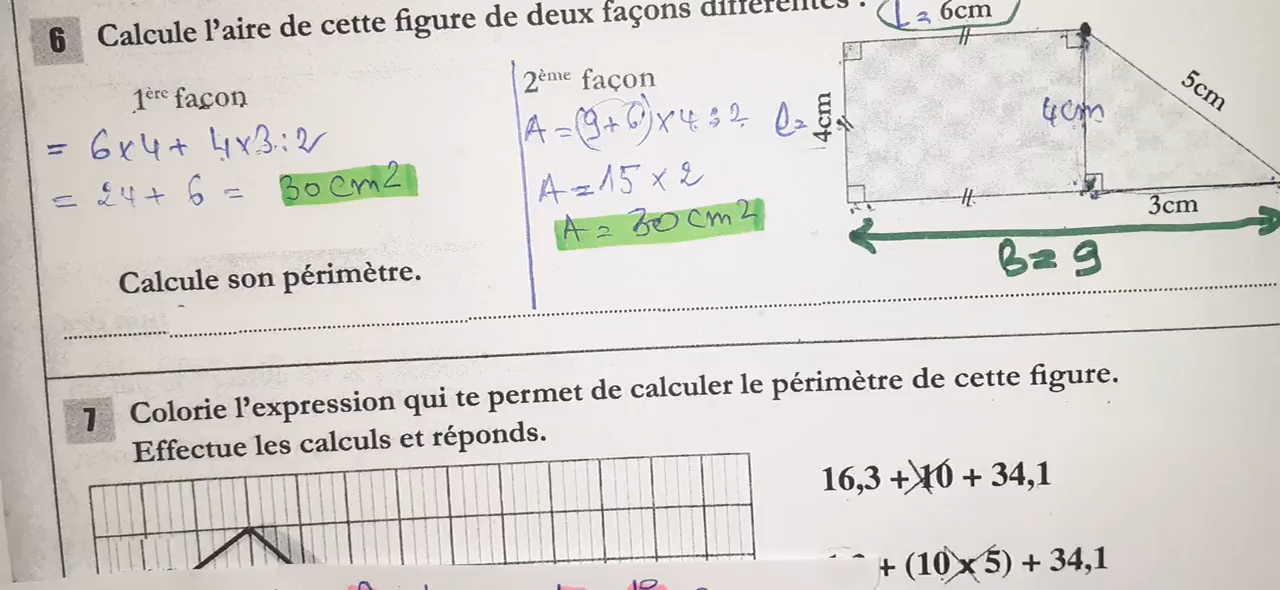 6 Calcule l'aire de cette figure de deux façons différentes :
1ère façon
= 6x4 + 4x3:2
= 24 + 6 = 30 cm2
2ème façon
A = (9+6)x4:2
A = 15 x 2
A = 30 cm2
L = 6cm
5cm
l = 4cm
4cm
3cm
B = 9
Calcule son périmètre.
7 Colorie l'expression qui te permet de calculer le périmètre de cette figure.
Effectue les calculs et réponds.
16,3 + 10 + 34,1
+ (10 x 5) + 34,1